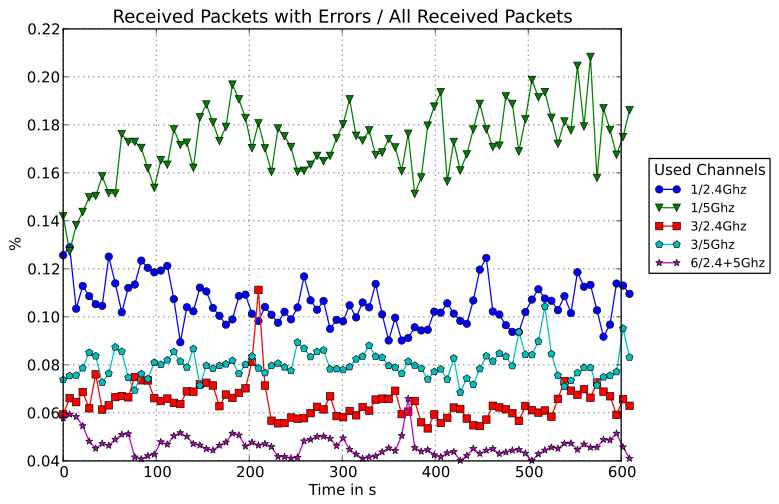 Received Packets with Errors / All Received Packets
0.22
0.20
0.18
0.16
0.14
0.12
0.10
0.08
0.06
0.04
%
0 100 200 300 400 500 600
Time in s
Used Channels
1/2.4Ghz
1/5Ghz
3/2.4Ghz
3/5Ghz
6/2.4+5Ghz